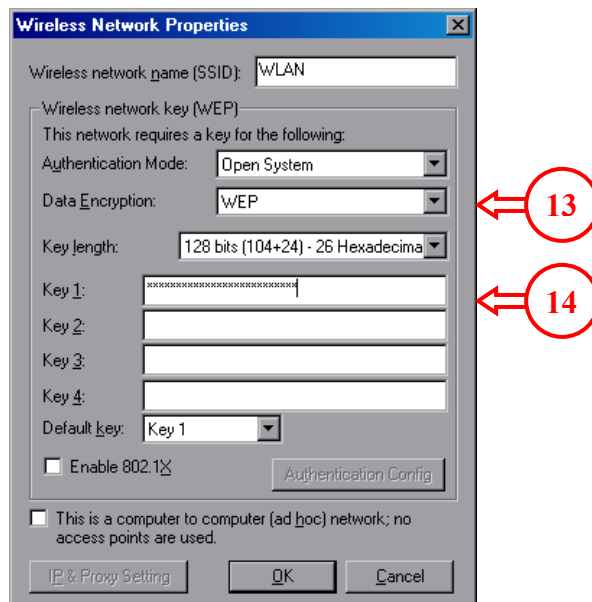 Wireless Network Properties
Wireless network name (SSID): WLAN
Wireless network key (WEP)
This network requires a key for the following:
Authentication Mode: Open System
Data Encryption: WEP
13
Key length: 128 bits (104+24) - 26 Hexadecima
Key 1: **************************
14
Key 2:
Key 3:
Key 4:
Default key: Key 1
Enable 802.1X
Authentication Config
This is a computer to computer (ad hoc) network; no
access points are used.
IP & Proxy Setting OK Cancel